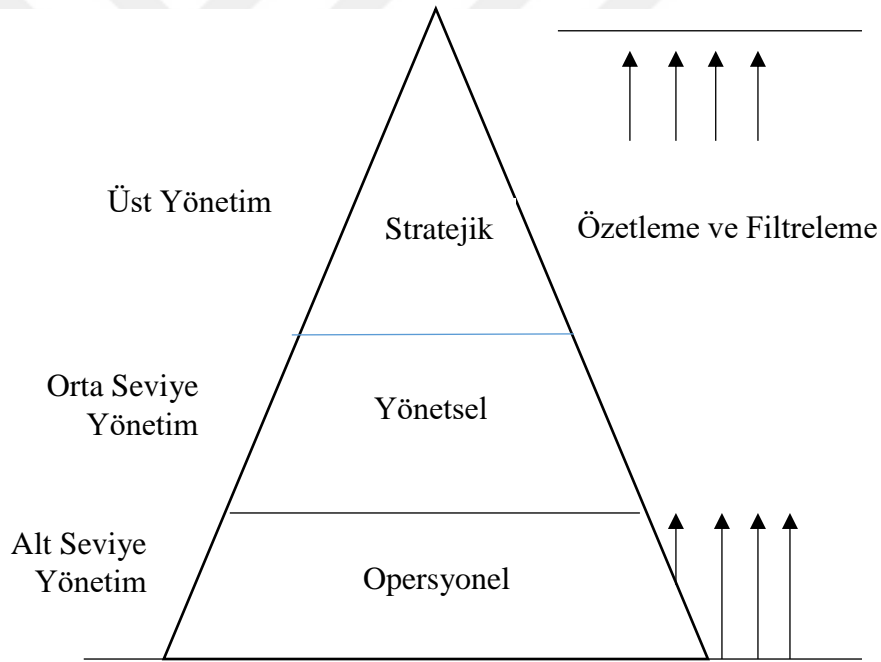 Üst Yönetim
Stratejik
Özetleme ve Filtreleme
Orta Seviye
Yönetim
Yönetsel
Alt Seviye
Yönetim
Opersyonel